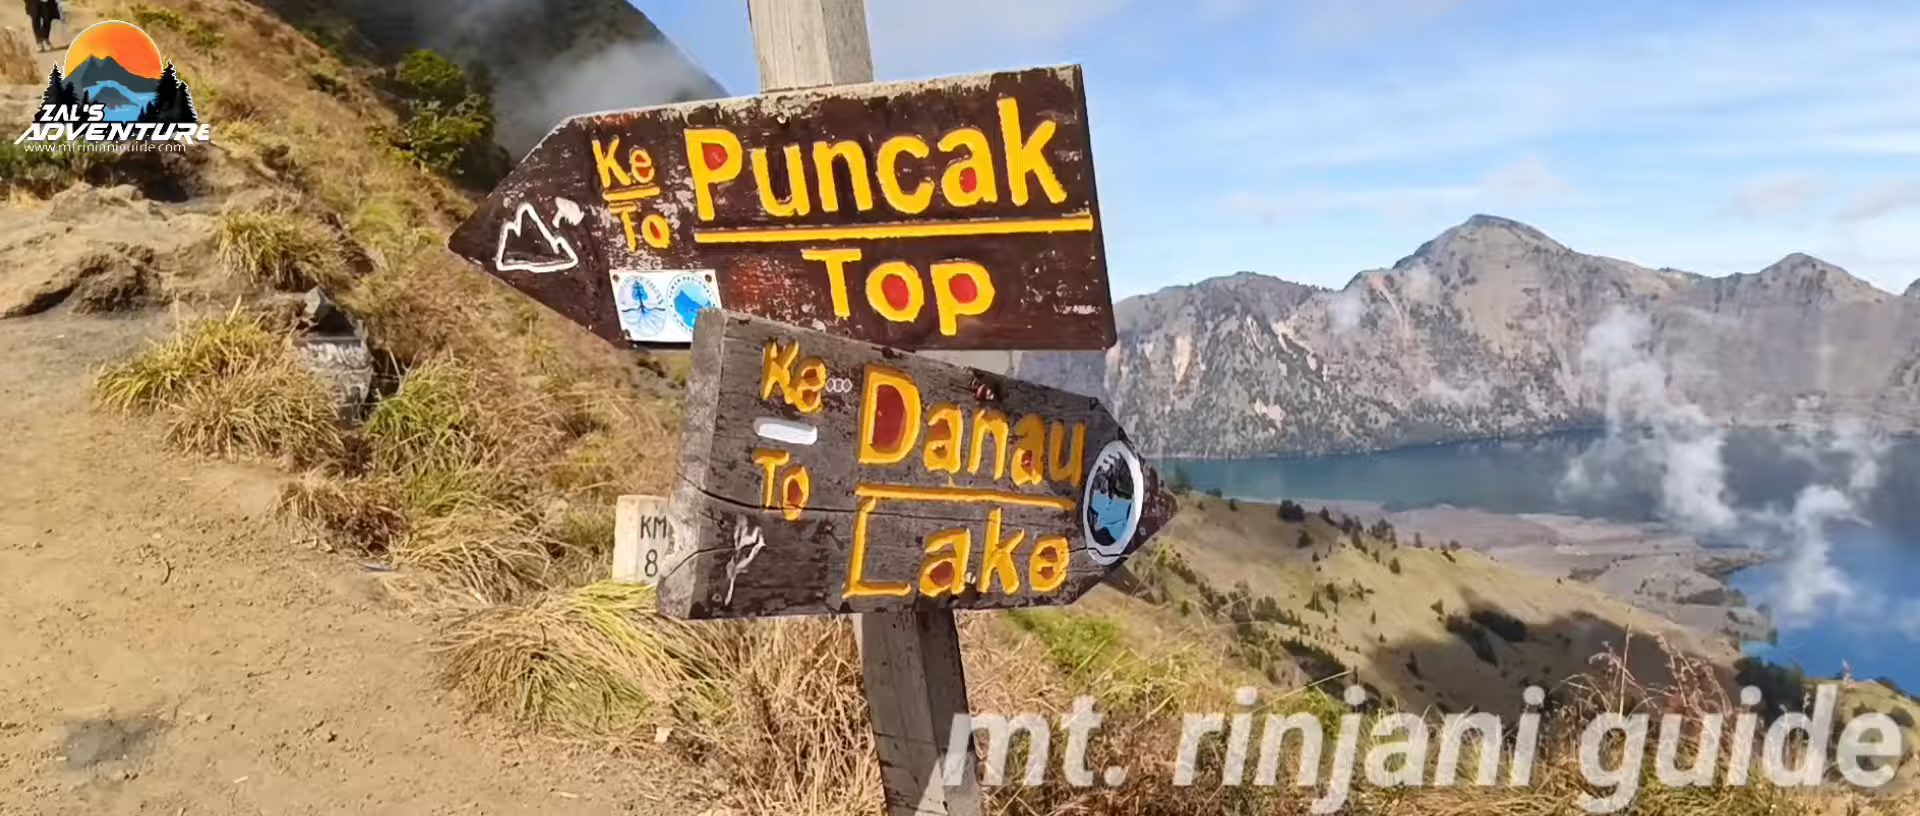 ZAL'S
ADVENTURE
www.mtrinjaniguide.com
Ke
To
Puncak
Top
Ke
To
Danau
Lake
KM
8
mt. rinjani guide